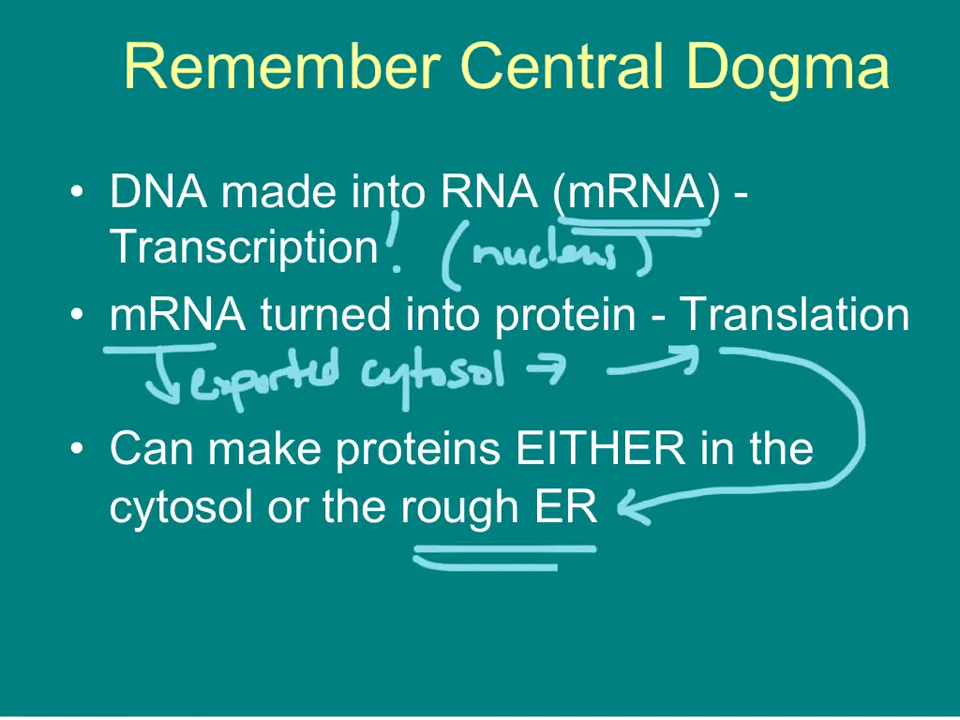 Remember Central Dogma
• DNA made into RNA (mRNA) -
Transcription! (nucleus)
• mRNA turned into protein - Translation
exported cytosol → →
• Can make proteins EITHER in the
cytosol or the rough ER